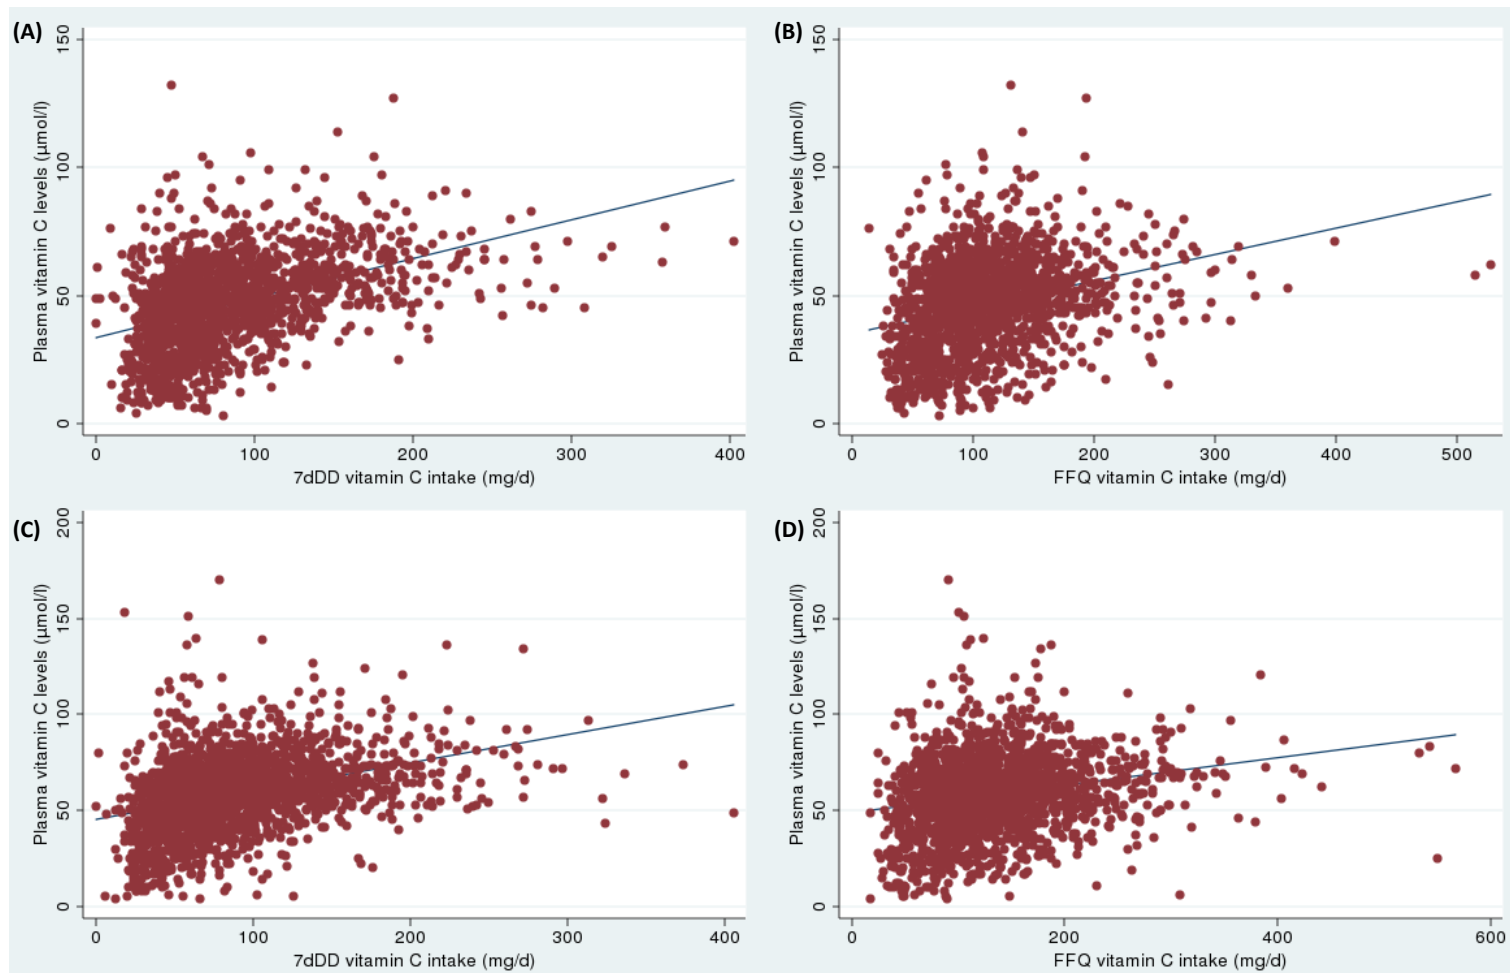 (A)
150
100
50
0
Plasma vitamin C levels (µmol/l)
0 100 200 300 400
7dDD vitamin C intake (mg/d)
(B)
150
100
50
0
Plasma vitamin C levels (µmol/l)
0 100 200 300 400 500
FFQ vitamin C intake (mg/d)
(C)
200
150
100
50
0
Plasma vitamin C levels (µmol/l)
0 100 200 300 400
7dDD vitamin C intake (mg/d)
(D)
200
150
100
50
0
Plasma vitamin C levels (µmol/l)
0 200 400 600
FFQ vitamin C intake (mg/d)